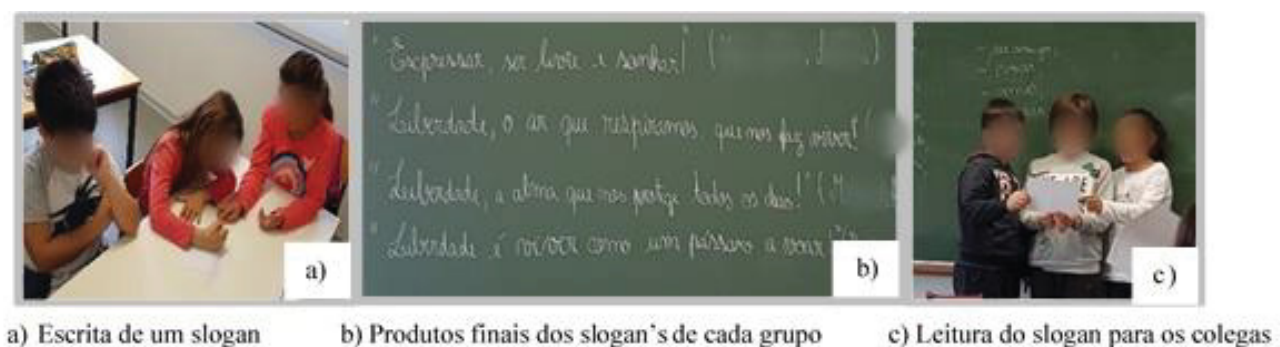 "Expressar, ser livre e sonhar!" (
"Liberdade, o ar que respiramos, que nos faz viver! (
"Liberdade, a alma que nos protege todos os dias!" (M
"Liberdade é viver como um pássaro a voar!"
a)
b)
c)
a) Escrita de um slogan
b) Produtos finais dos slogan's de cada grupo
c) Leitura do slogan para os colegas